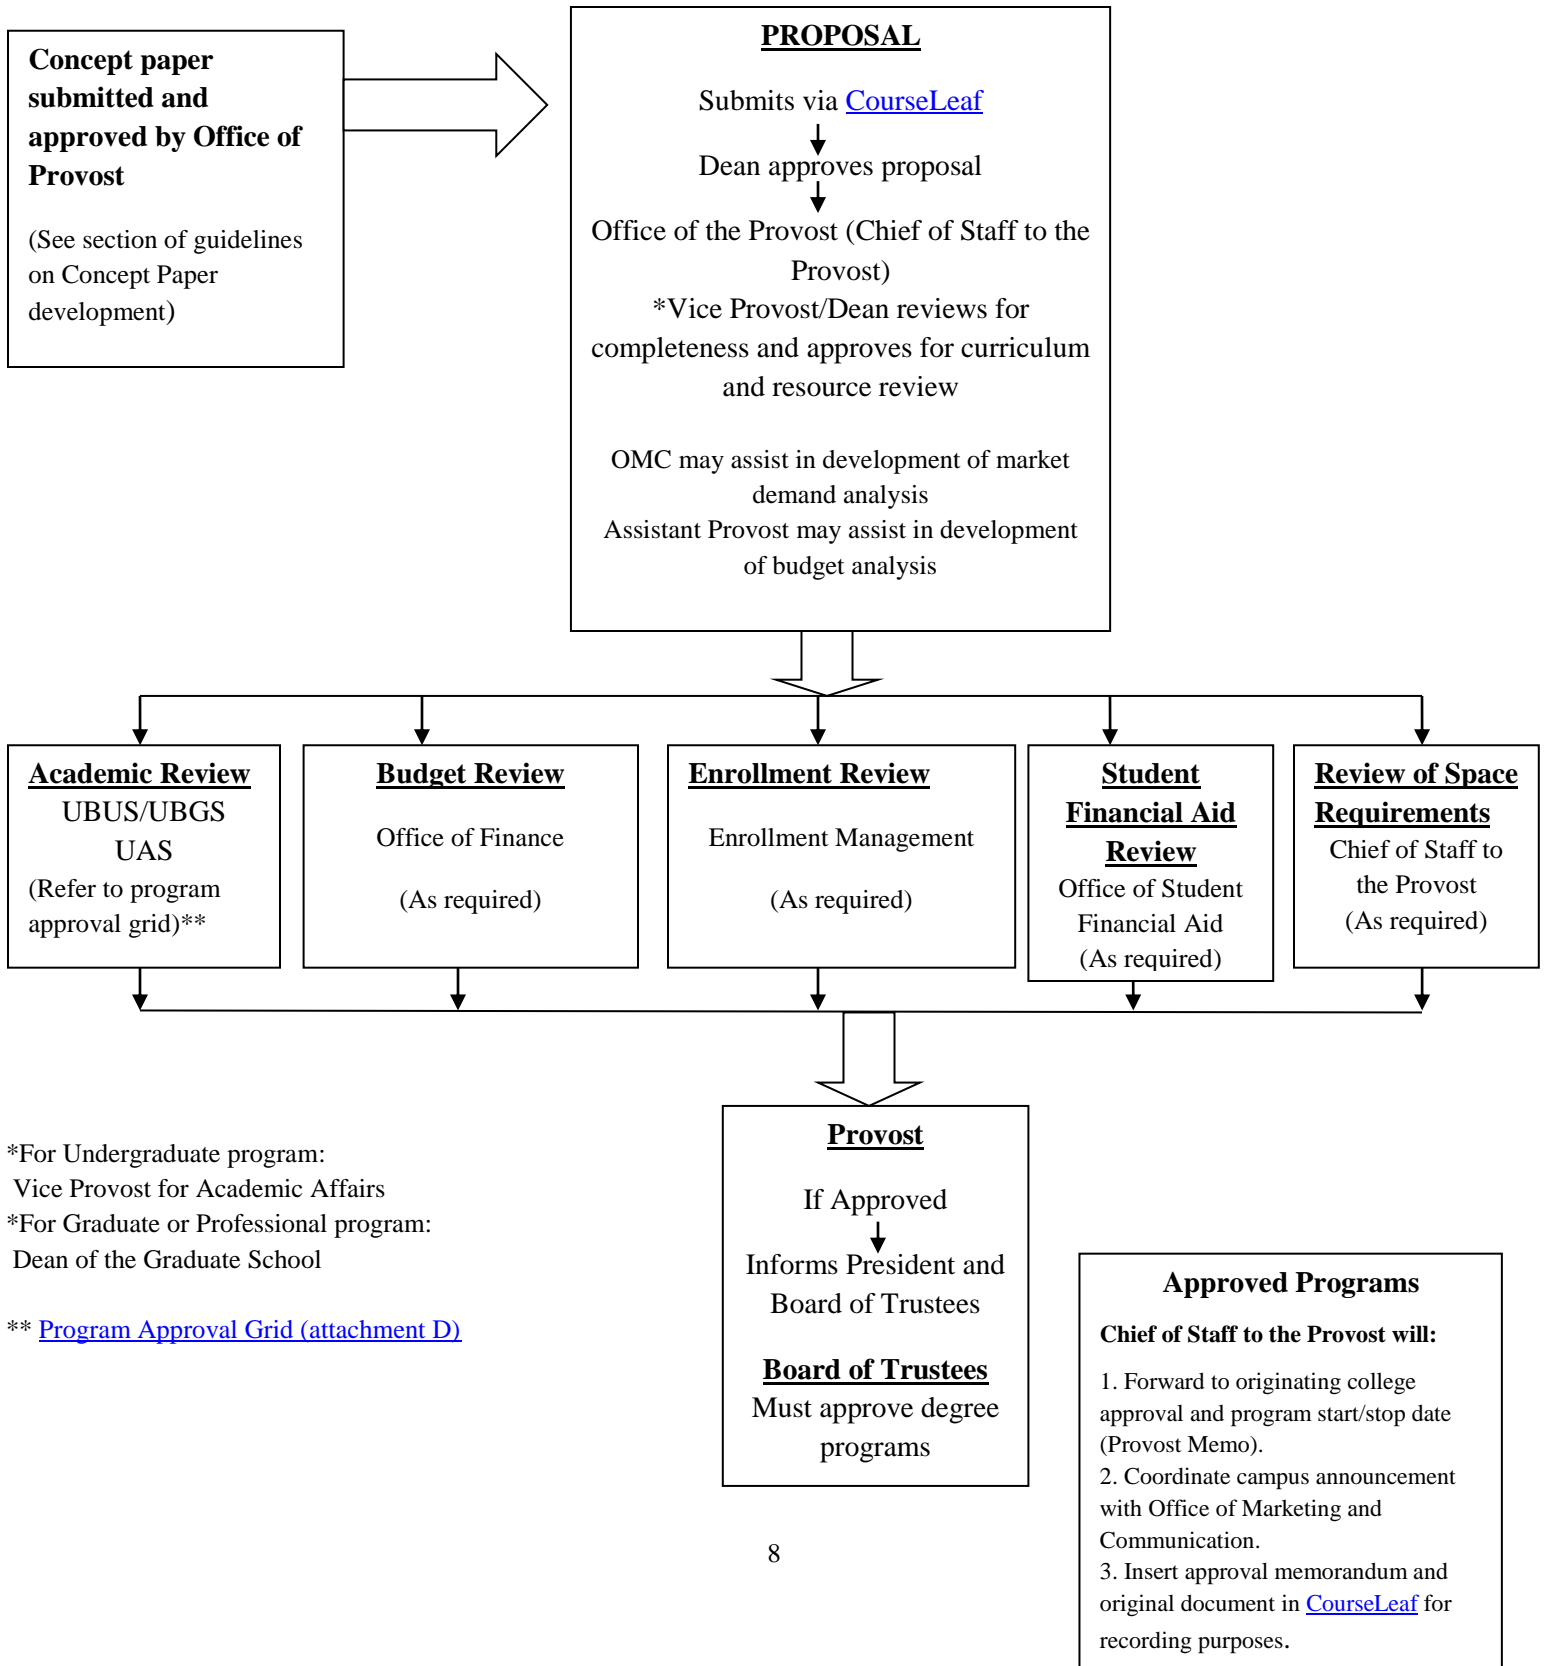 Concept paper
submitted and
approved by Office of
Provost
(See section of guidelines
on Concept Paper
development)
PROPOSAL
Submits via CourseLeaf
Dean approves proposal
Office of the Provost (Chief of Staff to the
Provost)
*Vice Provost/Dean reviews for
completeness and approves for curriculum
and resource review
OMC may assist in development of market
demand analysis
Assistant Provost may assist in development
of budget analysis
Academic Review
UBUS/UBGS
UAS
(Refer to program
approval grid)**
Budget Review
Office of Finance
(As required)
Enrollment Review
Enrollment Management
(As required)
Student
Financial Aid
Review
Office of Student
Financial Aid
(As required)
Review of Space
Requirements
Chief of Staff to
the Provost
(As required)
*For Undergraduate program:
Vice Provost for Academic Affairs
*For Graduate or Professional program:
Dean of the Graduate School
** Program Approval Grid (attachment D)
Provost
If Approved
Informs President and
Board of Trustees
Board of Trustees
Must approve degree
programs
Approved Programs
Chief of Staff to the Provost will:
1. Forward to originating college
approval and program start/stop date
(Provost Memo).
2. Coordinate campus announcement
with Office of Marketing and
Communication.
3. Insert approval memorandum and
original document in CourseLeaf for
recording purposes.
8